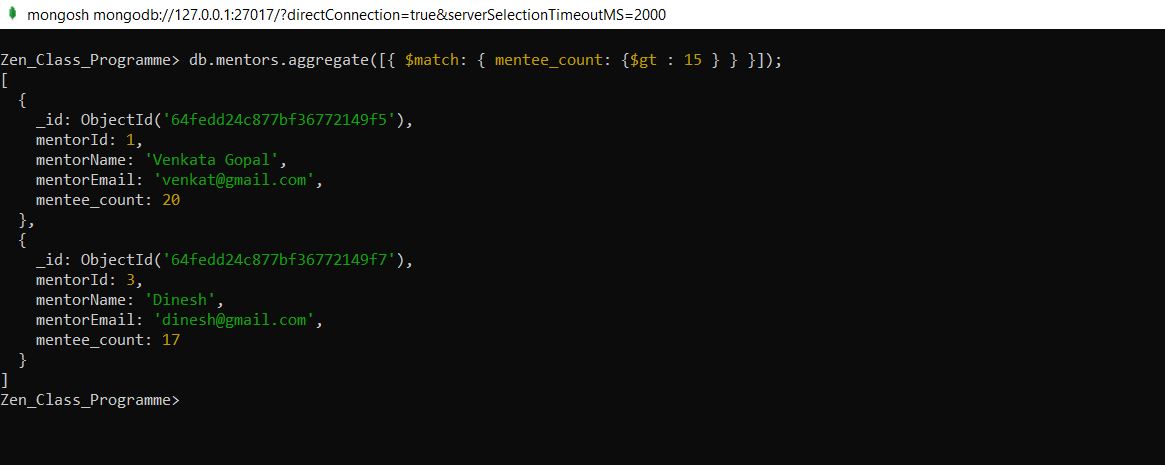 mongosh mongodb://127.0.0.1:27017/?directConnection=true&serverSelectionTimeoutMS=2000
Zen_Class_Programme> db.mentors.aggregate([{ $match: { mentee_count: {$gt : 15 } } }]);
[
  {
    _id: ObjectId('64fedd24c877bf36772149f5'),
    mentorId: 1,
    mentorName: 'Venkata Gopal',
    mentorEmail: 'venkat@gmail.com',
    mentee_count: 20
  },
  {
    _id: ObjectId('64fedd24c877bf36772149f7'),
    mentorId: 3,
    mentorName: 'Dinesh',
    mentorEmail: 'dinesh@gmail.com',
    mentee_count: 17
  }
]
Zen_Class_Programme>